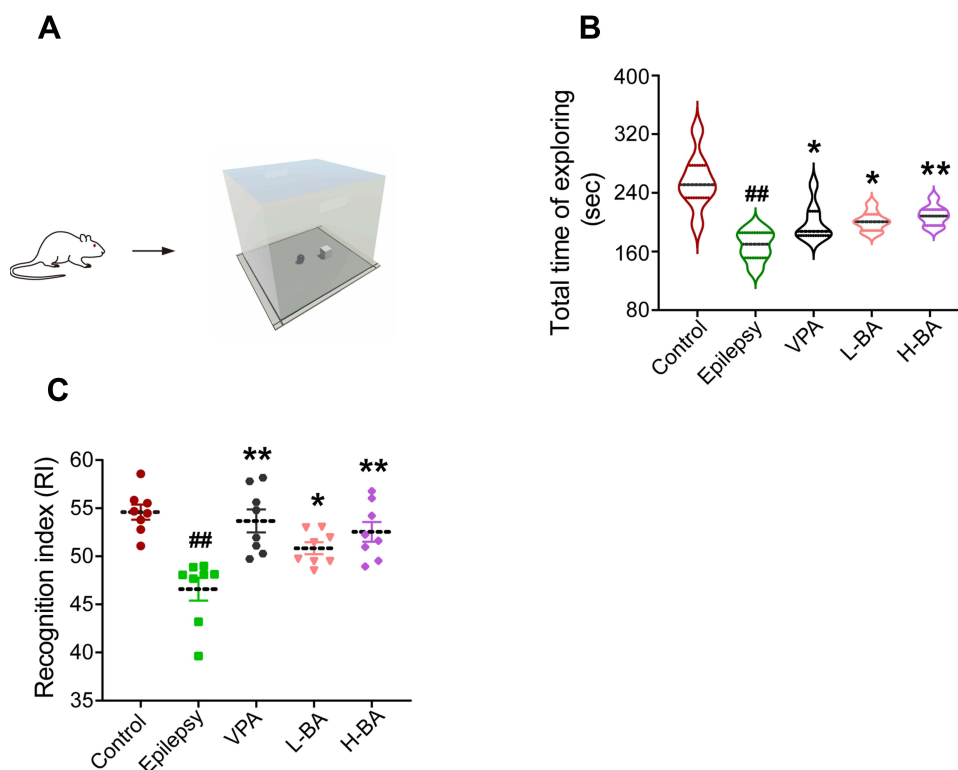 A
B
Total time of exploring
(sec)
400
320
240
160
80
##
*
*
**
Control
Epilepsy
VPA
L-BA
H-BA
C
Recognition index (RI)
60
55
50
45
40
35
##
**
*
**
Control
Epilepsy
VPA
L-BA
H-BA